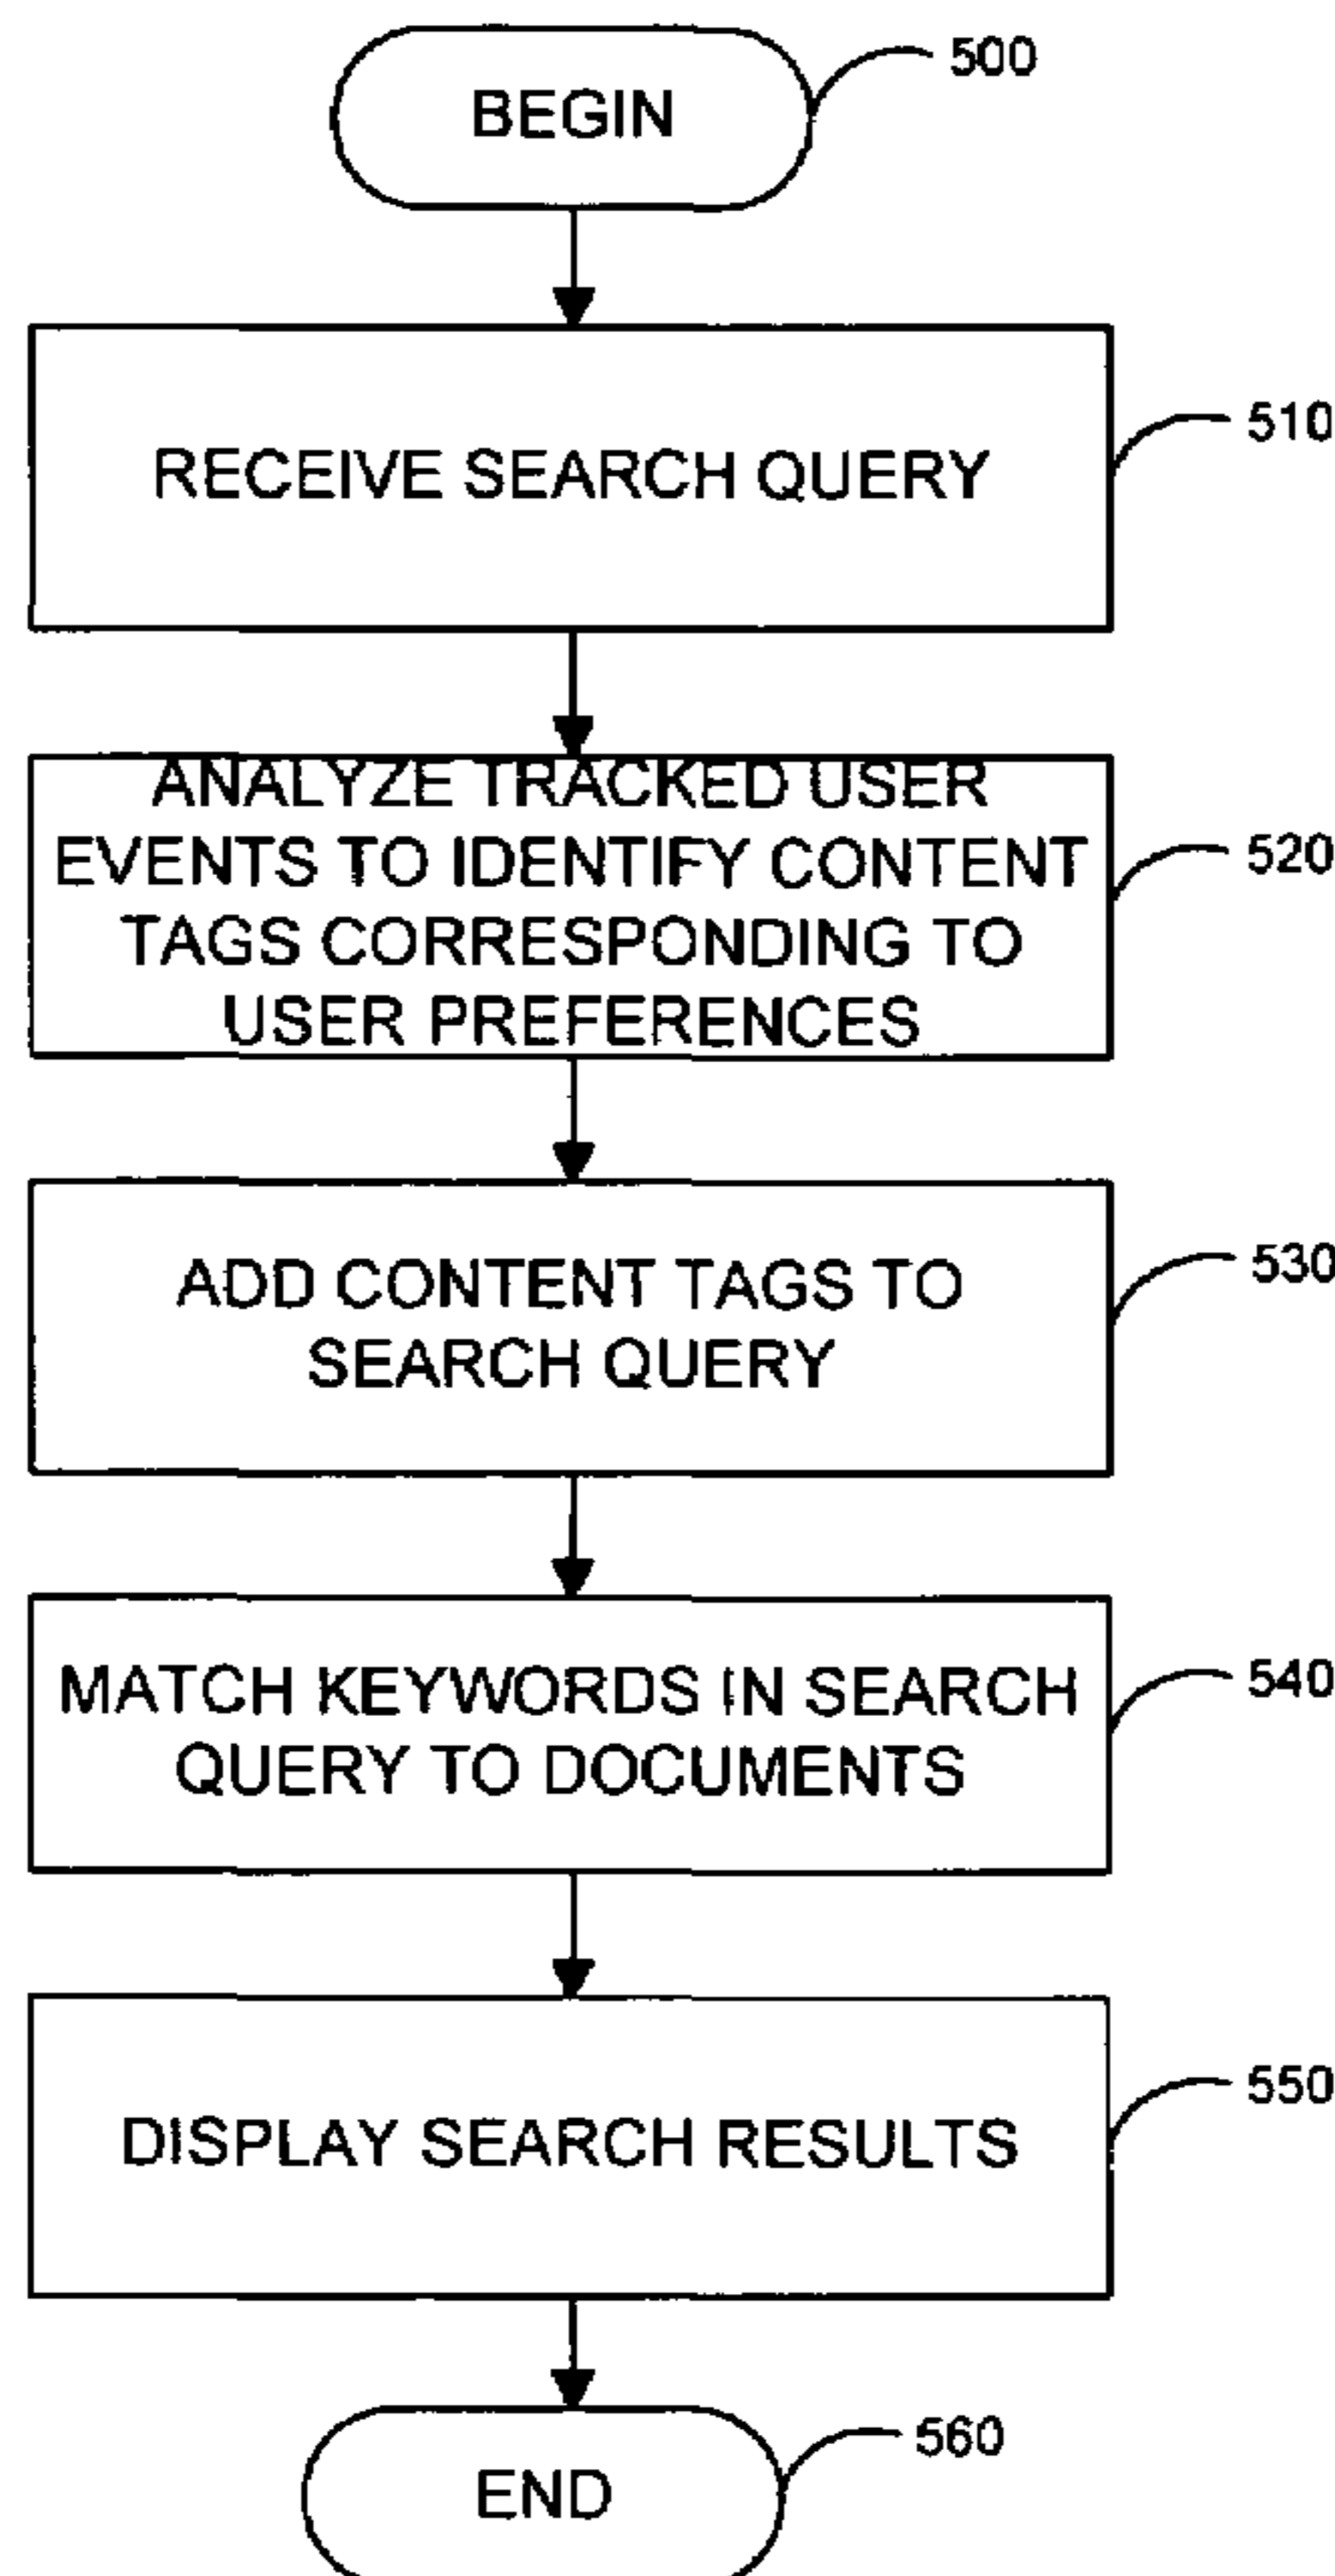 BEGIN
500
RECEIVE SEARCH QUERY
510
ANALYZE TRACKED USER
EVENTS TO IDENTIFY CONTENT
TAGS CORRESPONDING TO
USER PREFERENCES
520
ADD CONTENT TAGS TO
SEARCH QUERY
530
MATCH KEYWORDS IN SEARCH
QUERY TO DOCUMENTS
540
DISPLAY SEARCH RESULTS
550
END
560